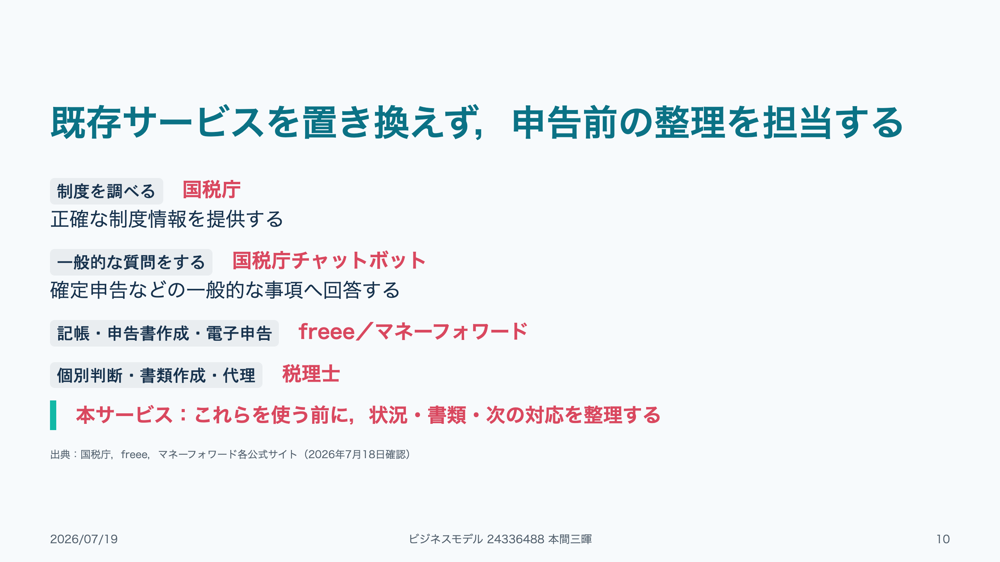 既存サービスを置き換えず，申告前の整理を担当する
制度を調べる 国税庁
正確な制度情報を提供する
一般的な質問をする 国税庁チャットボット
確定申告などの一般的な事項へ回答する
記帳・申告書作成・電子申告 freee／マネーフォワード
個別判断・書類作成・代理 税理士
本サービス：これらを使う前に，状況・書類・次の対応を整理する
出典：国税庁，freee，マネーフォワード各公式サイト（2026年7月18日確認）
2026/07/19 ビジネスモデル 24336488 本間三暉 10